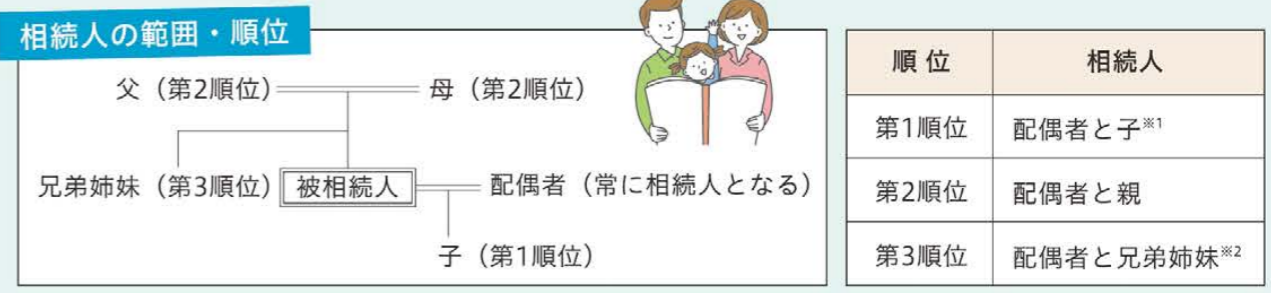 相続人の範囲・順位
父（第2順位） 母（第2順位）
兄弟姉妹（第3順位） 被相続人 配偶者（常に相続人となる）
子（第1順位）
順位 相続人
第1順位 配偶者と子※1
第2順位 配偶者と親
第3順位 配偶者と兄弟姉妹※2